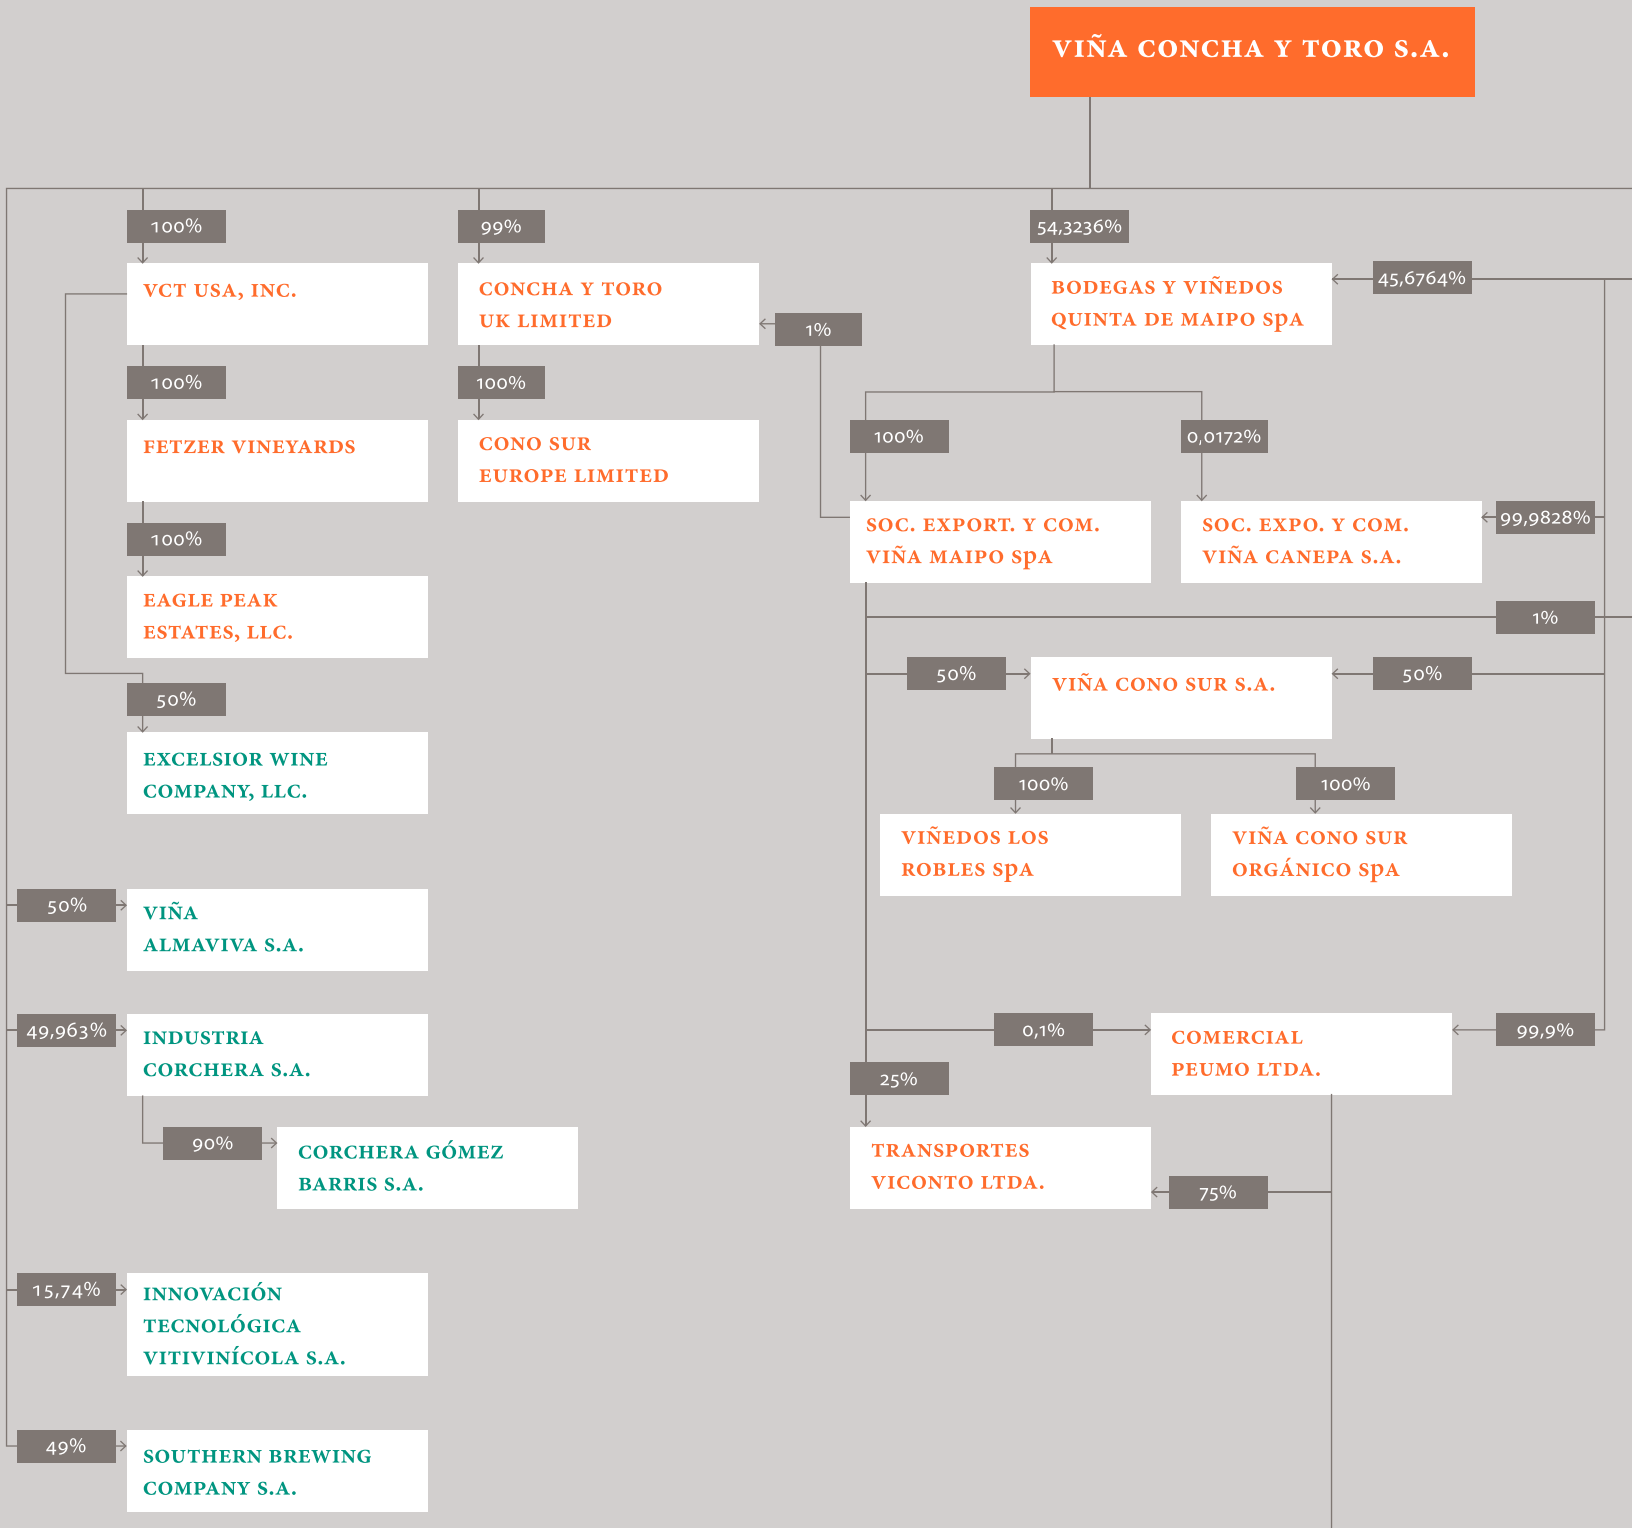 VIÑA CONCHA Y TORO S.A.
100%
99%
54,3236%
VCT USA, INC.
CONCHA Y TORO
UK LIMITED
BODEGAS Y VIÑEDOS
QUINTA DE MAIPO SpA
45,6764%
1%
100%
100%
FETZER VINEYARDS
CONO SUR
EUROPE LIMITED
100%
0,0172%
100%
SOC. EXPORT. Y COM.
VIÑA MAIPO SpA
SOC. EXPO. Y COM.
VIÑA CANEPA S.A.
99,9828%
EAGLE PEAK
ESTATES, LLC.
1%
50%
50%
VIÑA CONO SUR S.A.
50%
EXCELSIOR WINE
COMPANY, LLC.
100%
100%
VIÑEDOS LOS
ROBLES SpA
VIÑA CONO SUR
ORGÁNICO SpA
50%
VIÑA
ALMAVIVA S.A.
49,963%
INDUSTRIA
CORCHERA S.A.
0,1%
COMERCIAL
PEUMO LTDA.
99,9%
25%
90%
CORCHERA GÓMEZ
BARRIS S.A.
TRANSPORTES
VICONTO LTDA.
75%
15,74%
INNOVACIÓN
TECNOLÓGICA
VITIVINÍCOLA S.A.
49%
SOUTHERN BREWING
COMPANY S.A.